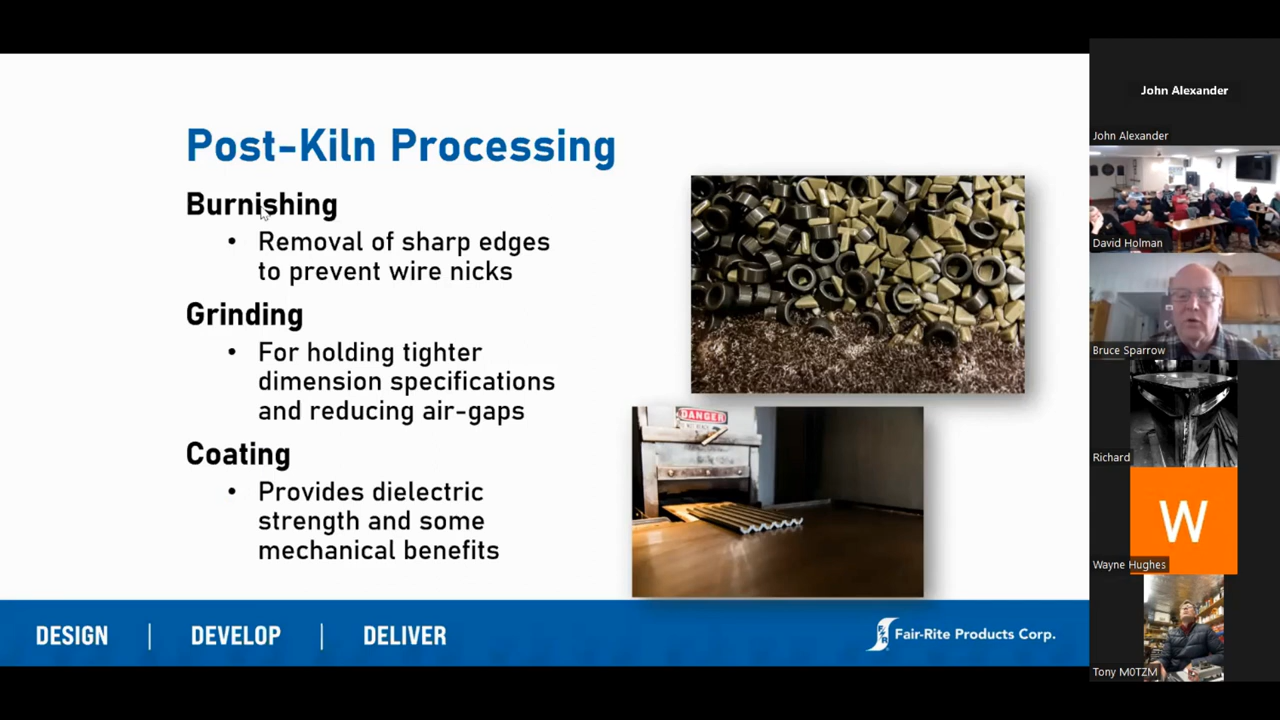 Post-Kiln Processing
Burnishing
• Removal of sharp edges
to prevent wire nicks
Grinding
• For holding tighter
dimension specifications
and reducing air-gaps
Coating
• Provides dielectric
strength and some
mechanical benefits
DANGER
DESIGN | DEVELOP | DELIVER
Fair-Rite Products Corp.
John Alexander
John Alexander
David Holman
Bruce Sparrow
Richard
W
Wayne Hughes
Tony M0TZM